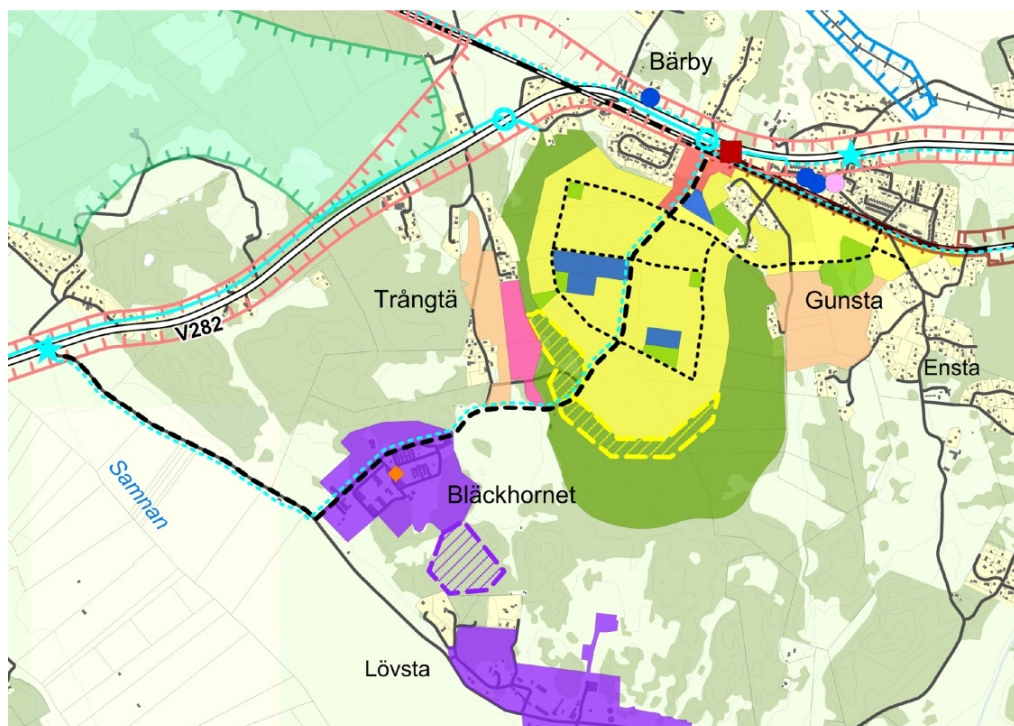 Bärby
Trångtä
Gunsta
V282
Ensta
Samnan
Bläckhornet
Lövsta